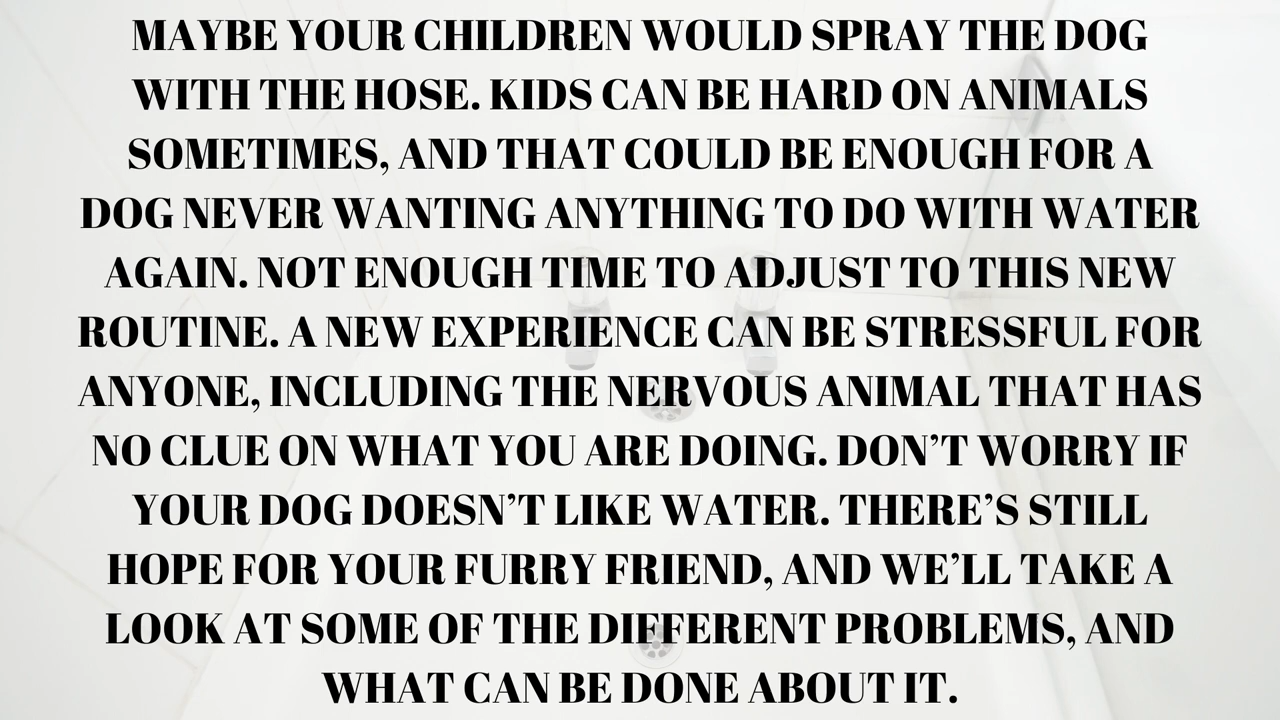 MAYBE YOUR CHILDREN WOULD SPRAY THE DOG
WITH THE HOSE. KIDS CAN BE HARD ON ANIMALS
SOMETIMES, AND THAT COULD BE ENOUGH FOR A
DOG NEVER WANTING ANYTHING TO DO WITH WATER
AGAIN. NOT ENOUGH TIME TO ADJUST TO THIS NEW
ROUTINE. A NEW EXPERIENCE CAN BE STRESSFUL FOR
ANYONE, INCLUDING THE NERVOUS ANIMAL THAT HAS
NO CLUE ON WHAT YOU ARE DOING. DON’T WORRY IF
YOUR DOG DOESN’T LIKE WATER. THERE’S STILL
HOPE FOR YOUR FURRY FRIEND, AND WE’LL TAKE A
LOOK AT SOME OF THE DIFFERENT PROBLEMS, AND
WHAT CAN BE DONE ABOUT IT.